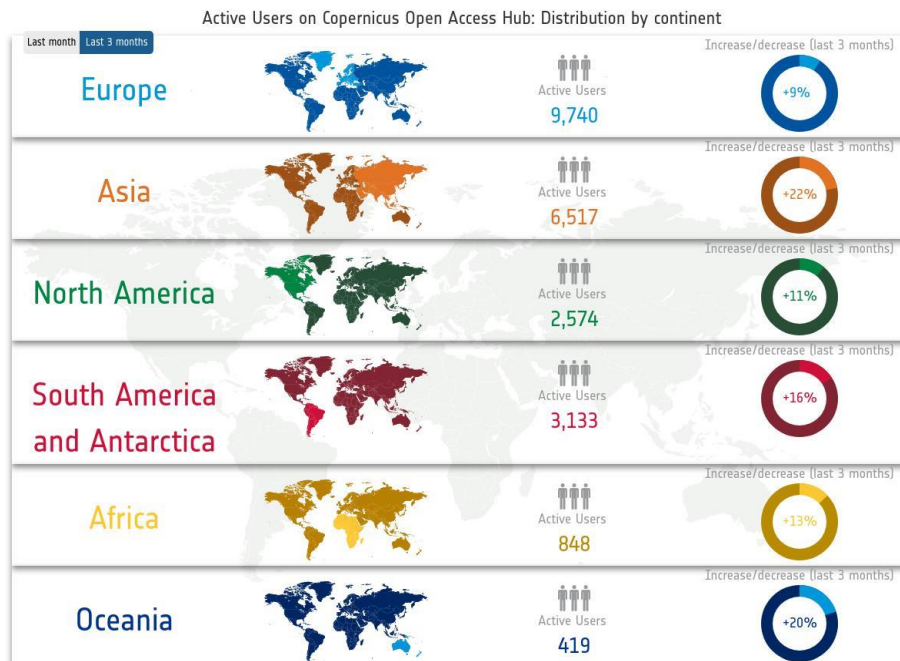 Active Users on Copernicus Open Access Hub: Distribution by continent
Last month Last 3 months
Increase/decrease (last 3 months)
Europe
Active Users
9,740
+9%
Increase/decrease (last 3 months)
Asia
Active Users
6,517
+22%
Increase/decrease (last 3 months)
North America
Active Users
2,574
+11%
Increase/decrease (last 3 months)
South America
and Antarctica
Active Users
3,133
+16%
Increase/decrease (last 3 months)
Africa
Active Users
848
+13%
Increase/decrease (last 3 months)
Oceania
Active Users
419
+20%